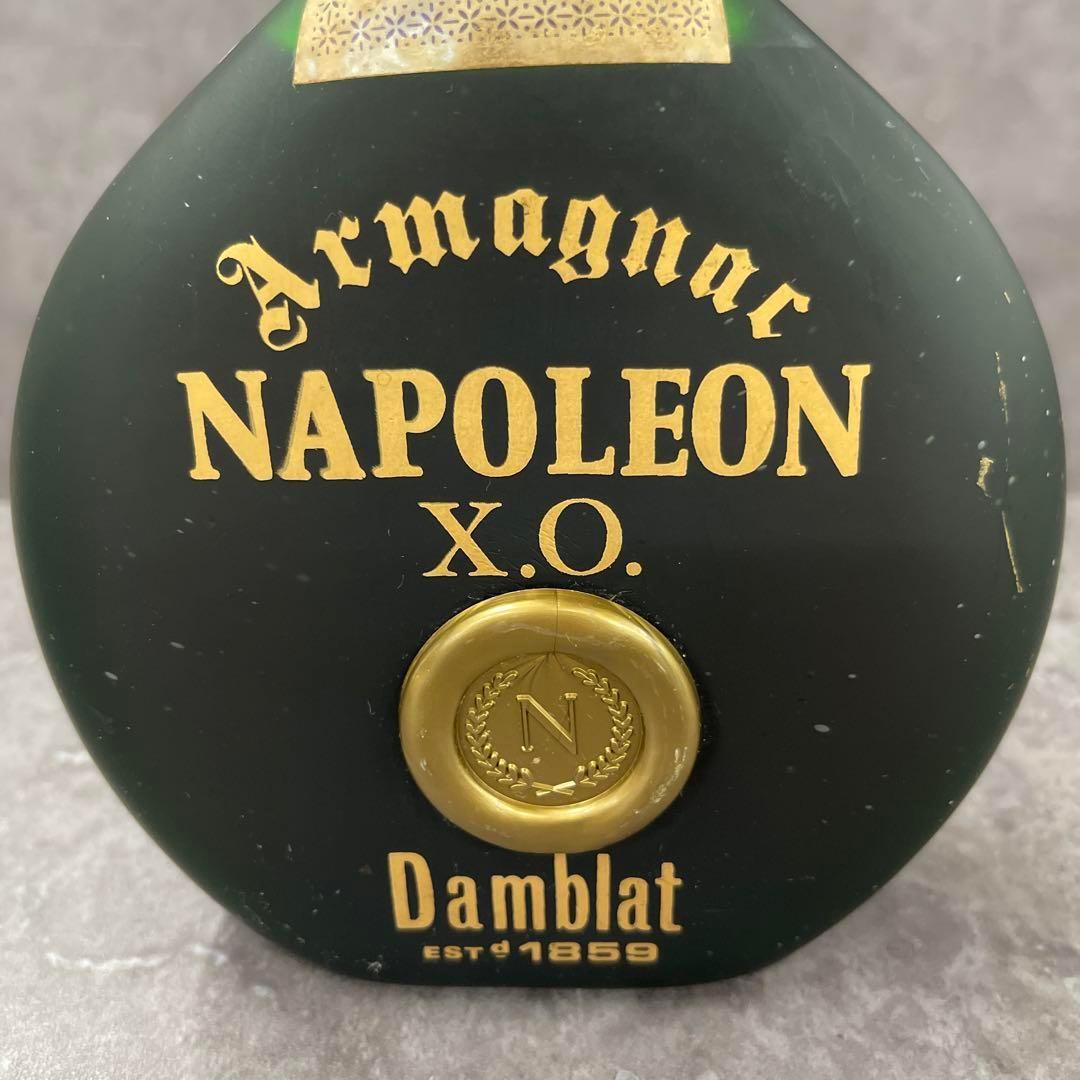 Armagnac
NAPOLEON
X.O.
N
Damblat
ESTd 1859